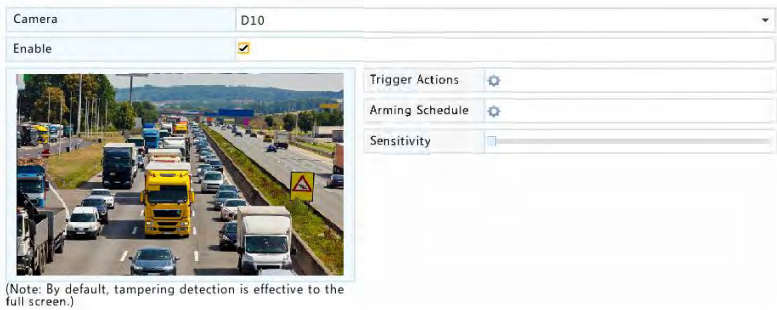 Camera
D10
Enable
Trigger Actions
Arming Schedule
Sensitivity
(Note: By default, tampering detection is effective to the
full screen.)